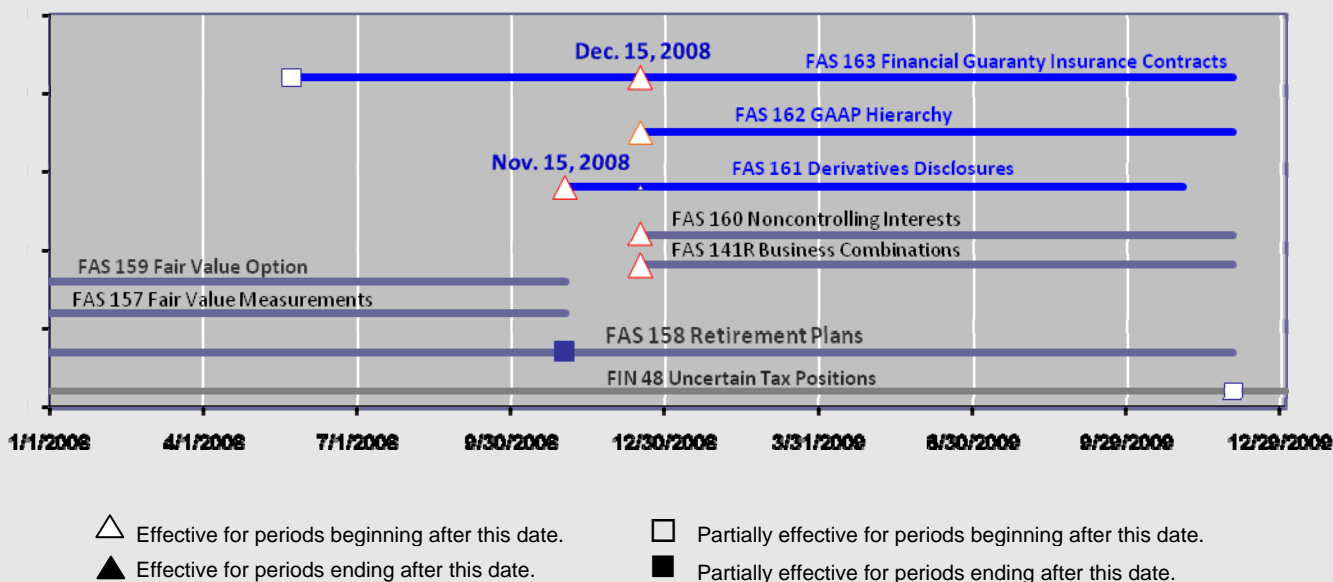 Dec. 15, 2008
FAS 163 Financial Guaranty Insurance Contracts
FAS 162 GAAP Hierarchy
Nov. 15, 2008
FAS 161 Derivatives Disclosures
FAS 160 Noncontrolling Interests
FAS 141R Business Combinations
FAS 159 Fair Value Option
FAS 157 Fair Value Measurements
FAS 158 Retirement Plans
FIN 48 Uncertain Tax Positions
1/1/2008 4/1/2008 7/1/2008 9/30/2008 12/30/2008 3/31/2009 6/30/2009 9/29/2009 12/29/2009
Effective for periods beginning after this date.
Partially effective for periods beginning after this date.
Effective for periods ending after this date.
Partially effective for periods ending after this date.